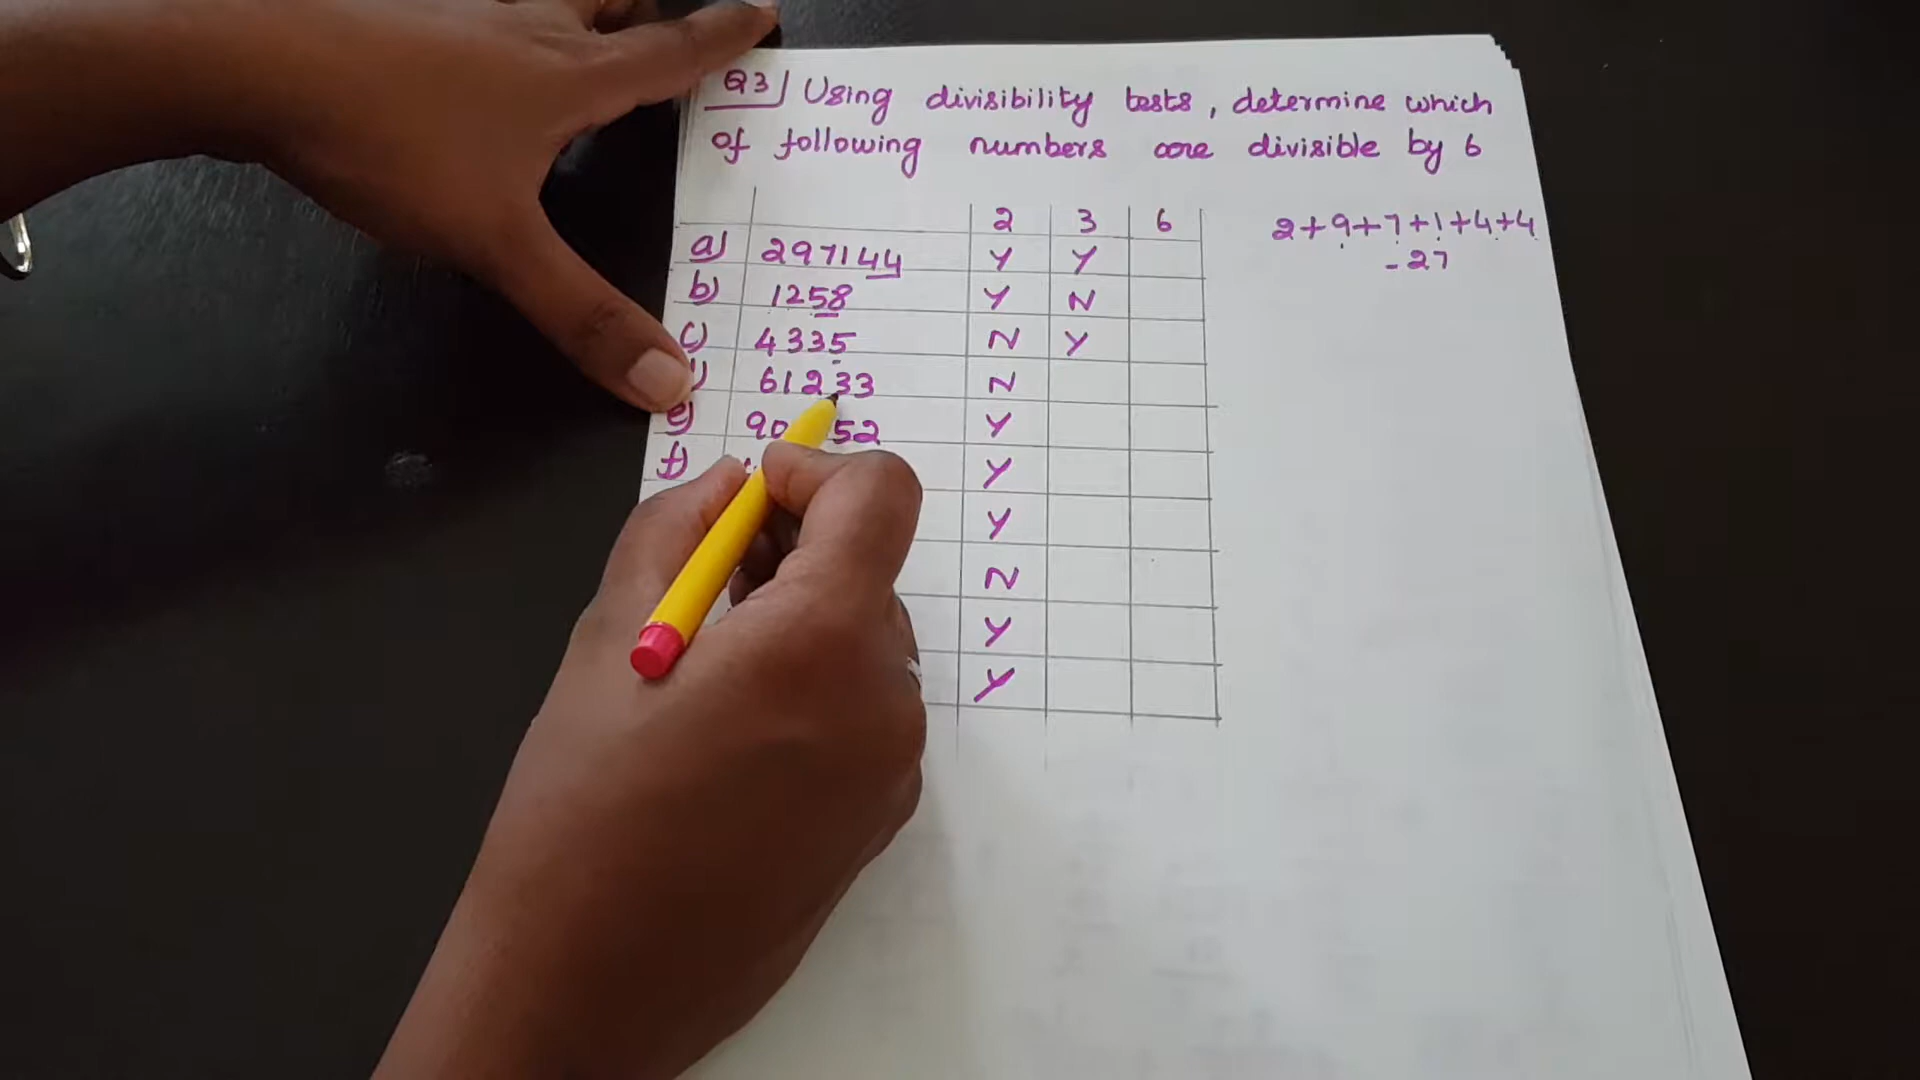 Q3 Using divisibility tests, determine which
of following numbers are divisible by 6
2 3 6
a) 297144 Y Y
b) 1258 Y N
c) 4335 N Y
61233 N
e) 90 52 Y
f) Y
Y
N
Y
Y
2+9+7+1+4+4
- 27